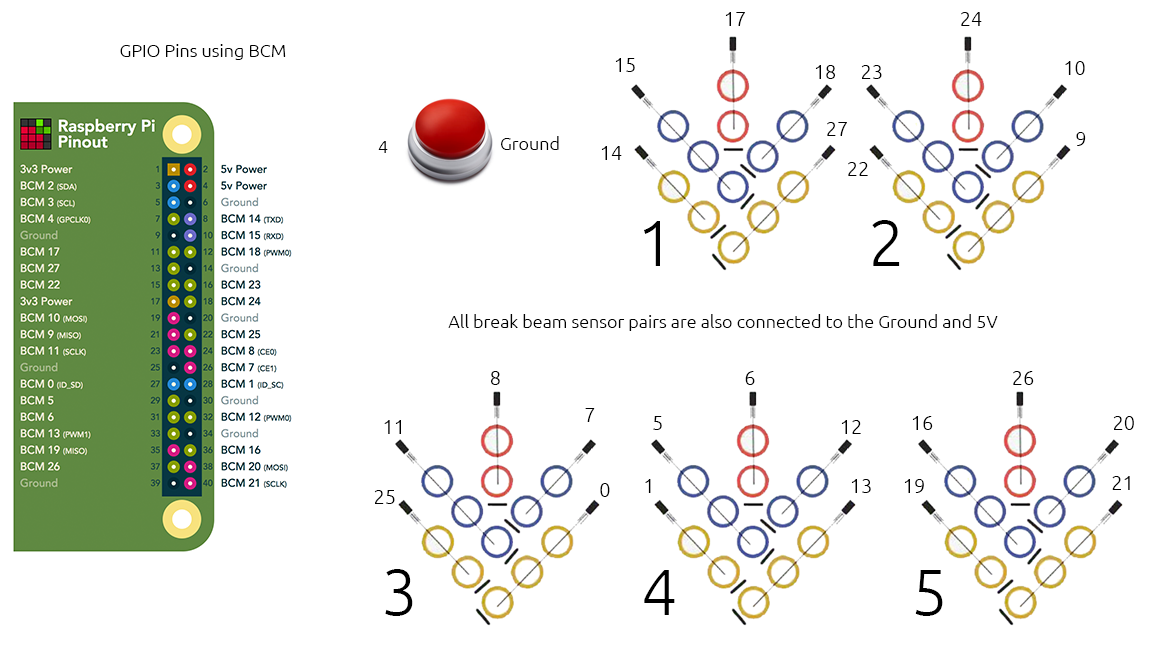 GPIO Pins using BCM
Raspberry Pi
Pinout
3v3 Power 1 2 5v Power
BCM 2 (SDA) 3 4 5v Power
BCM 3 (SCL) 5 6 Ground
BCM 4 (GPCLK0) 7 8 BCM 14 (TXD)
Ground 9 10 BCM 15 (RXD)
BCM 17 11 12 BCM 18 (PWM0)
BCM 27 13 14 Ground
BCM 22 15 16 BCM 23
3v3 Power 17 18 BCM 24
BCM 10 (MOSI) 19 20 Ground
BCM 9 (MISO) 21 22 BCM 25
BCM 11 (SCLK) 23 24 BCM 8 (CE0)
Ground 25 26 BCM 7 (CE1)
BCM 0 (ID_SD) 27 28 BCM 1 (ID_SC)
BCM 5 29 30 Ground
BCM 6 31 32 BCM 12 (PWM0)
BCM 13 (PWM1) 33 34 Ground
BCM 19 (MISO) 35 36 BCM 16
BCM 26 37 38 BCM 20 (MOSI)
Ground 39 40 BCM 21 (SCLK)
4 Ground
17
15 18
14 27
1
24
23 10
22 9
2
All break beam sensor pairs are also connected to the Ground and 5V
8
11 7
25 0
3
6
5 12
1 13
4
26
16 20
19 21
5